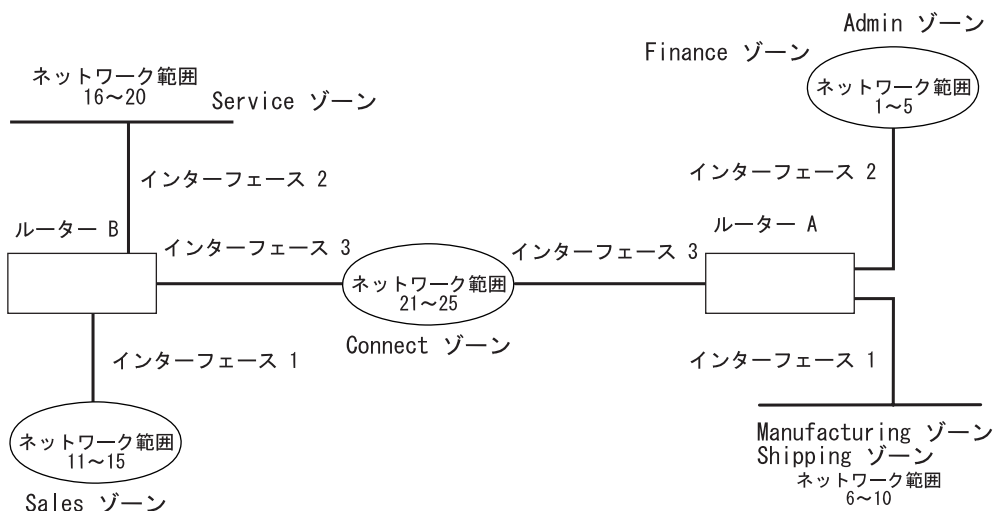 Admin ゾーン
Finance ゾーン
ネットワーク範囲
1～5
ネットワーク範囲
16～20
Service ゾーン
インターフェース 2
インターフェース 2
ルーター B
ルーター A
インターフェース 3
インターフェース 3
ネットワーク範囲
21～25
Connect ゾーン
インターフェース 1
インターフェース 1
ネットワーク範囲
11～15
Sales ゾーン
Manufacturing ゾーン
Shipping ゾーン
ネットワーク範囲
6～10